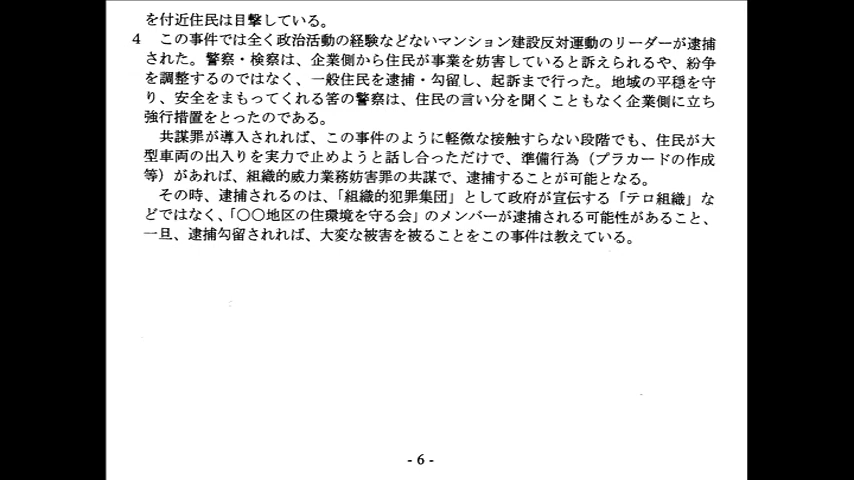 を付近住民は目撃している。
4 この事件では全く政治活動の経験などないマンション建設反対運動のリーダーが逮捕
された。警察・検察は、企業側から住民が事業を妨害していると訴えられるや、紛争
を調整するのではなく、一般住民を逮捕・勾留し、起訴まで行った。地域の平穏を守
り、安全をまもってくれる筈の警察は、住民の言い分を聞くこともなく企業側に立ち
強行措置をとったのである。
共謀罪が導入されれば、この事件のように軽微な接触すらない段階でも、住民が大
型車両の出入りを実力で止めようと話し合っただけで、準備行為（プラカードの作成
等）があれば、組織的威力業務妨害罪の共謀で、逮捕することが可能となる。
その時、逮捕されるのは、「組織的犯罪集団」として政府が宣伝する「テロ組織」な
どではなく、「〇〇地区の住環境を守る会」のメンバーが逮捕される可能性があること、
一旦、逮捕勾留されれば、大変な被害を被ることをこの事件は教えている。
- 6 -